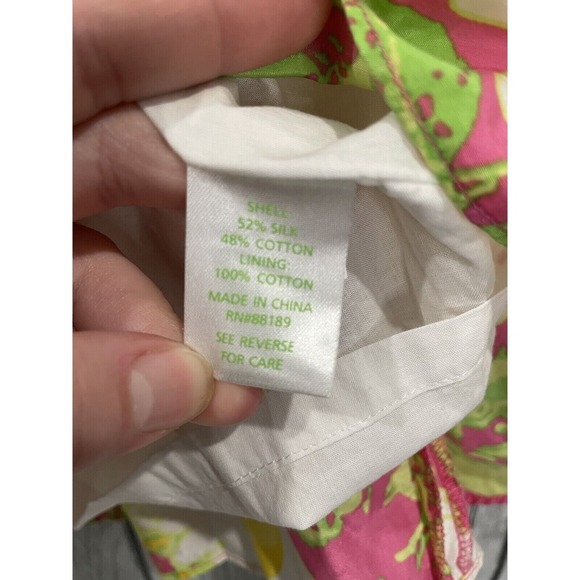 SHELL:
52% SILK
48% COTTON
LINING:
100% COTTON
MADE IN CHINA
RN#88189
SEE REVERSE
FOR CARE